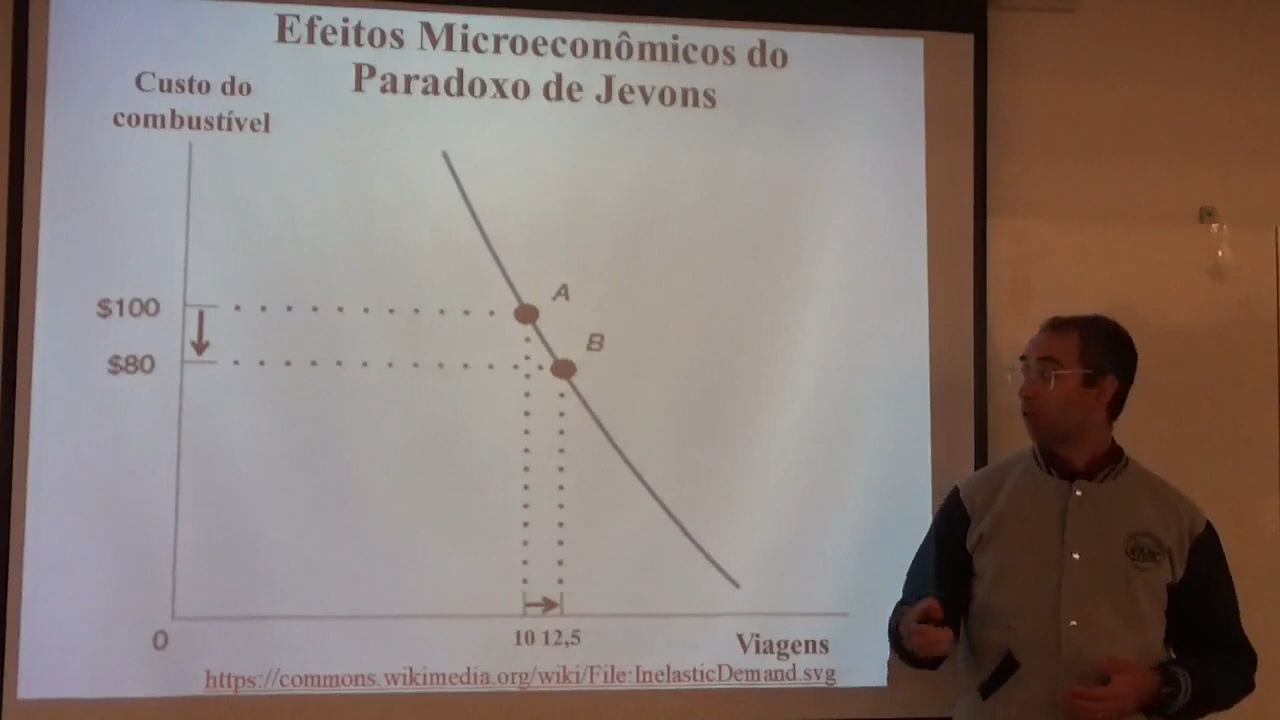 Efeitos Microeconômicos do
Paradoxo de Jevons
Custo do
combustível
$100
A
B
$80
0
10 12,5
Viagens
https://commons.wikimedia.org/wiki/File:InelasticDemand.svg